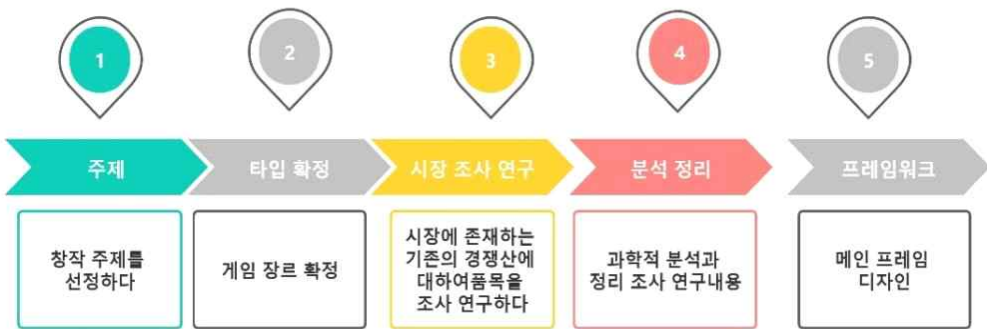 1
2
3
4
5
주제
타입 확정
시장 조사 연구
분석 정리
프레임워크
창작 주제를
선정하다
게임 장르 확정
시장에 존재하는
기존의 경쟁산에
대하여품목을
조사 연구하다
과학적 분석과
정리 조사 연구내용
메인 프레임
디자인